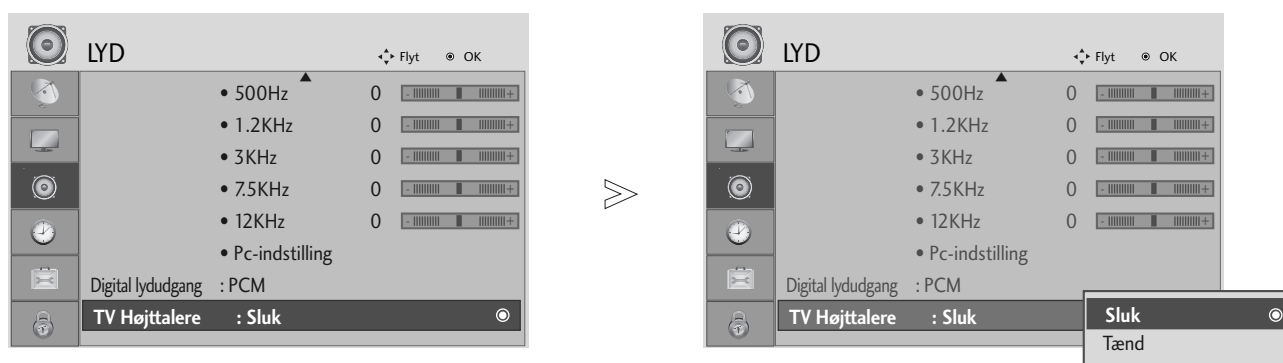 LYD Flyt OK
• 500Hz 0 - +
• 1.2KHz 0 - +
• 3KHz 0 - +
• 7.5KHz 0 - +
• 12KHz 0 - +
• Pc-indstilling
Digital lydudgang : PCM
TV Højttalere : Sluk
LYD Flyt OK
• 500Hz 0 - +
• 1.2KHz 0 - +
• 3KHz 0 - +
• 7.5KHz 0 - +
• 12KHz 0 - +
• Pc-indstilling
Digital lydudgang : PCM
TV Højttalere : Sluk
Sluk
Tænd